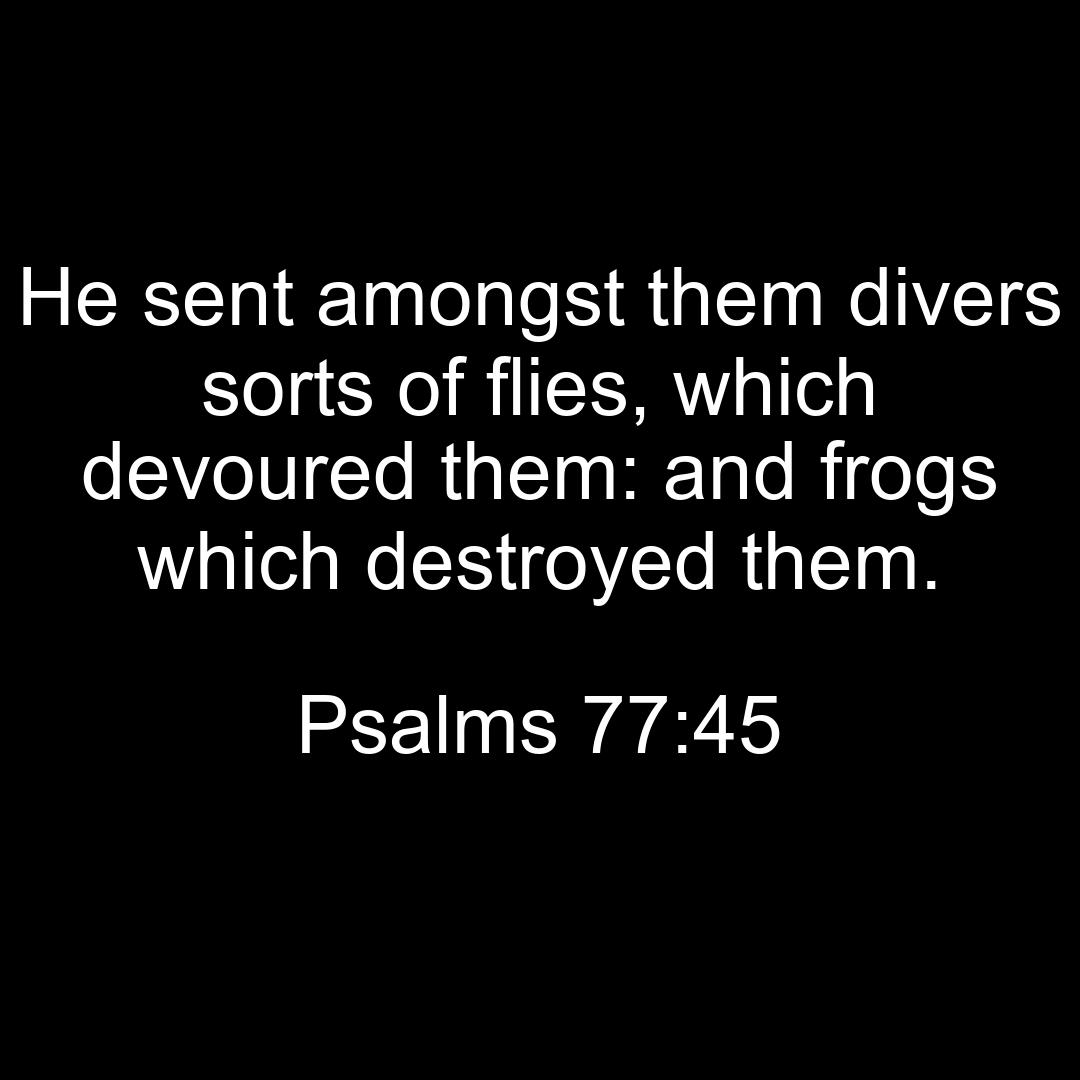 He sent amongst them divers
sorts of flies, which
devoured them: and frogs
which destroyed them.
Psalms 77:45